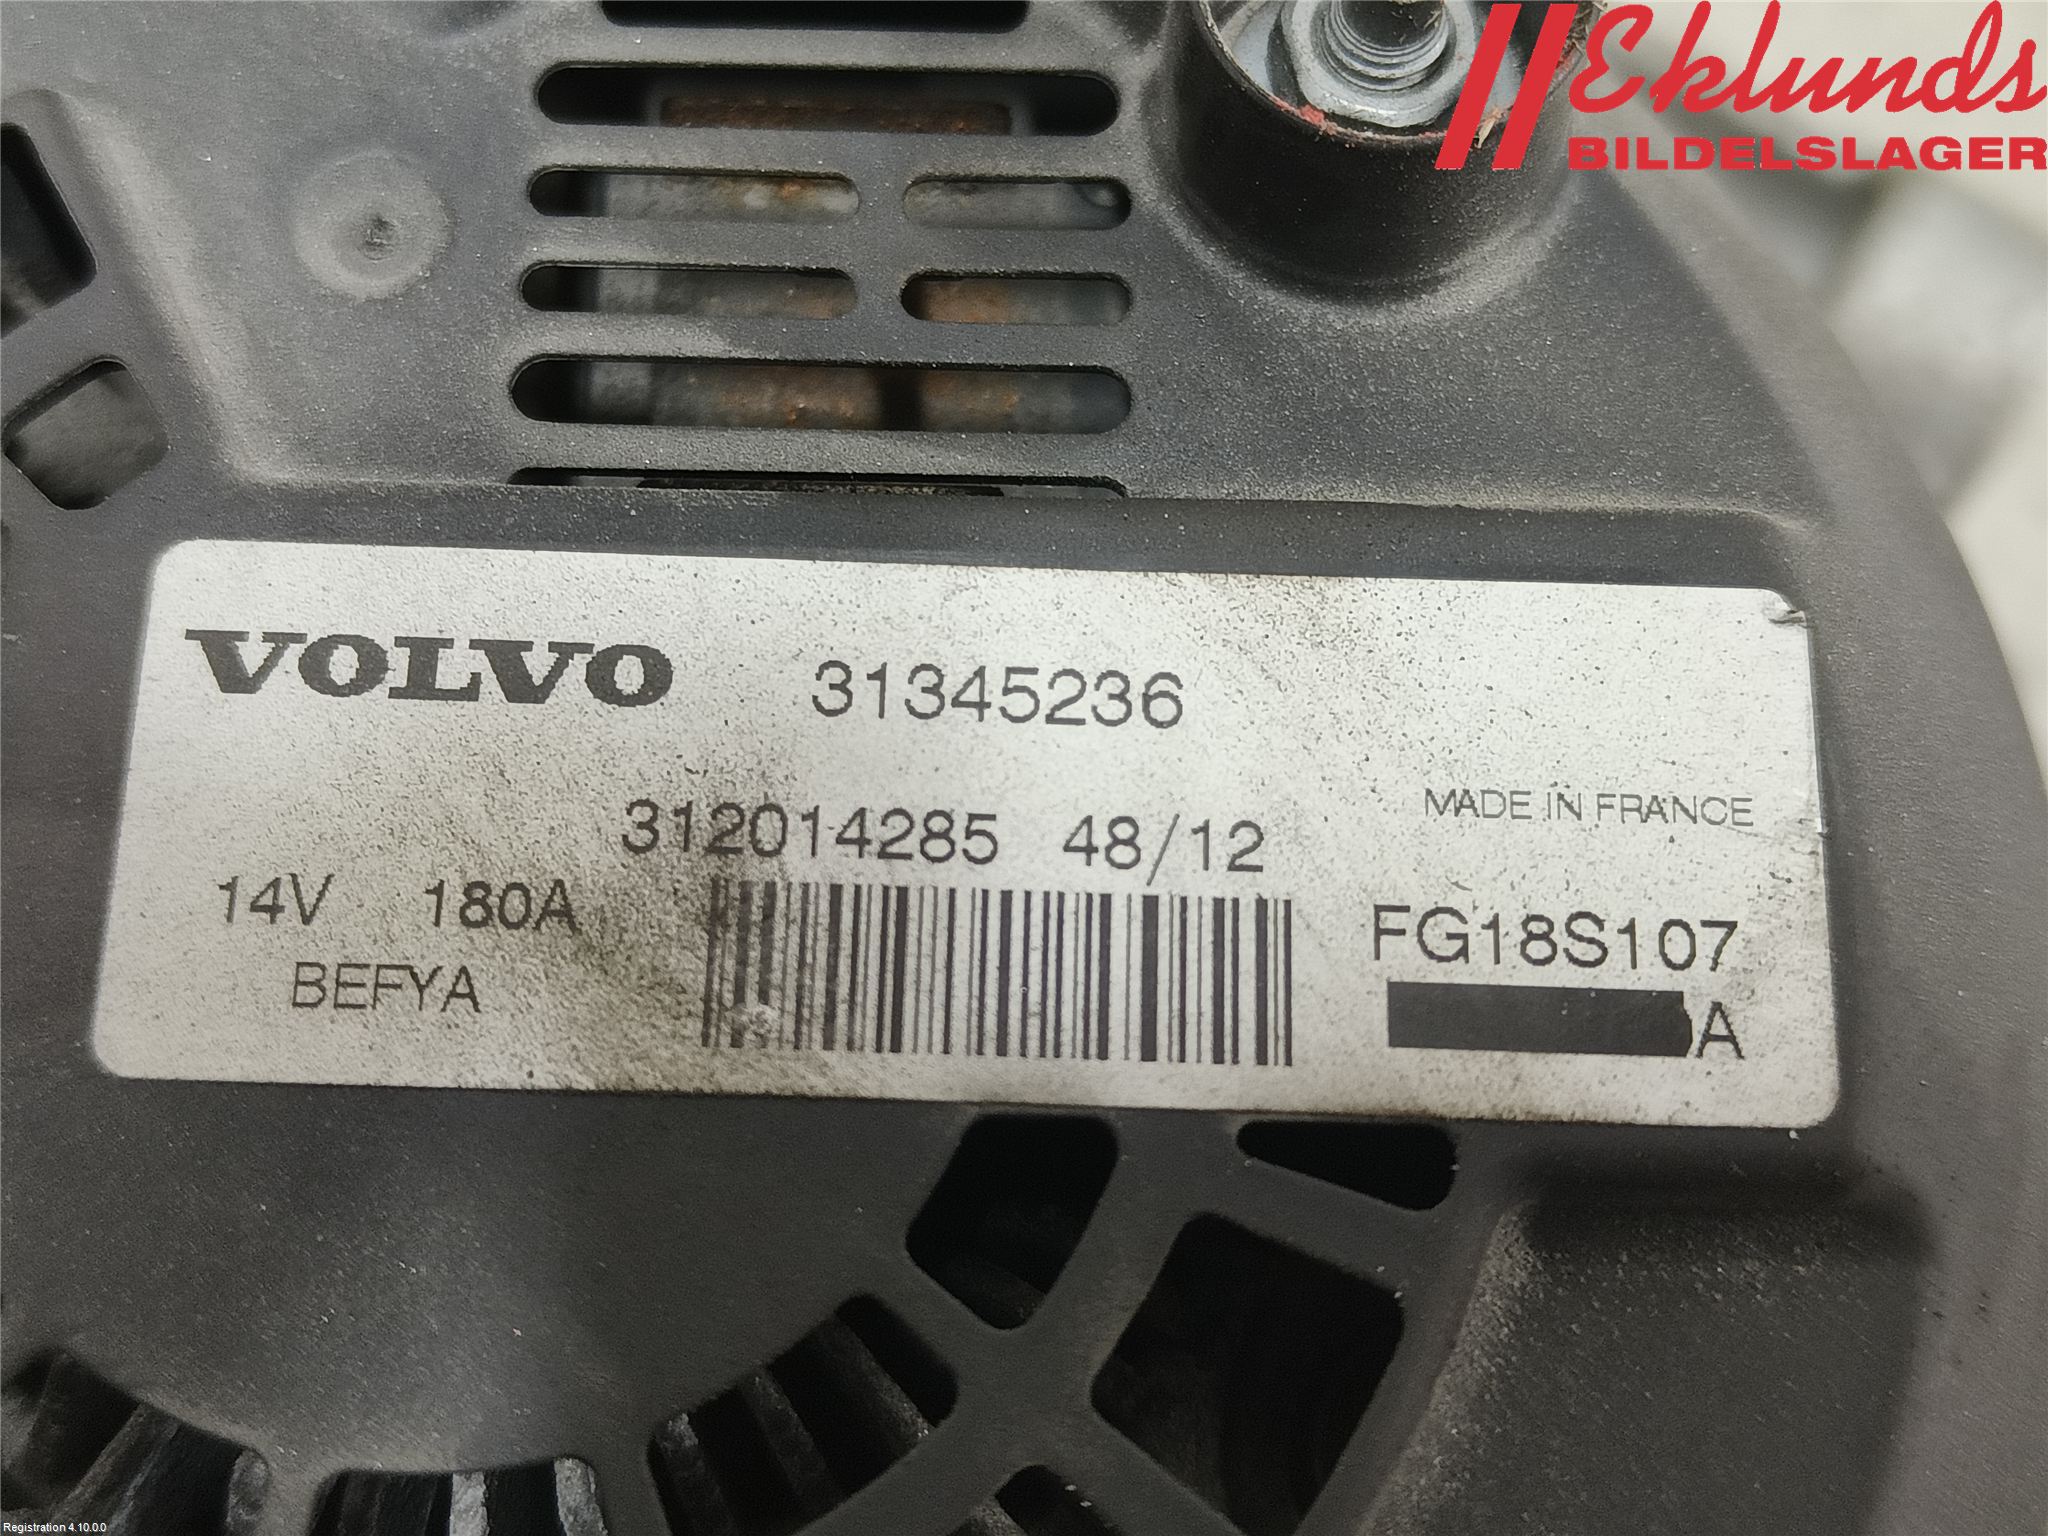 Eklunds
BILDELSLAGER
VOLVO 31345236
MADE IN FRANCE
312014285 48/12
14V 180A
FG18S107
BEFYA
A
Registration 4.10.0.0